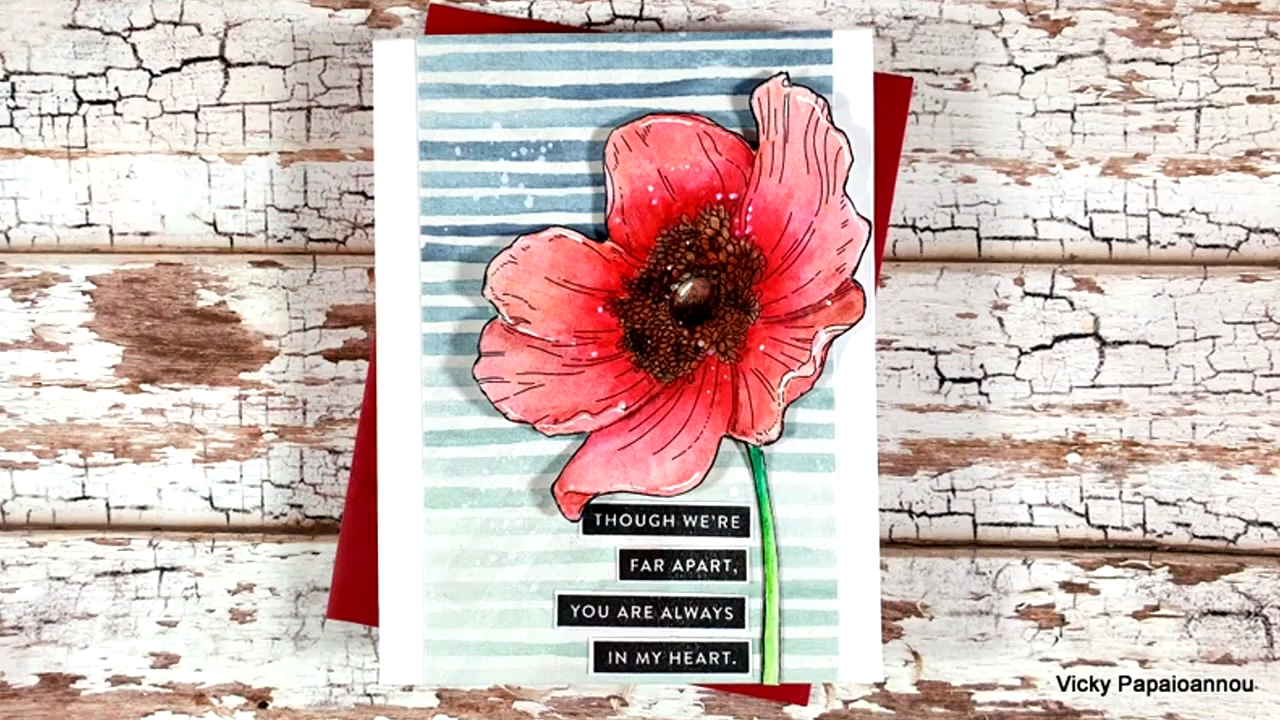 THOUGH WE'RE
FAR APART,
YOU ARE ALWAYS
IN MY HEART.
Vicky Papaioannou